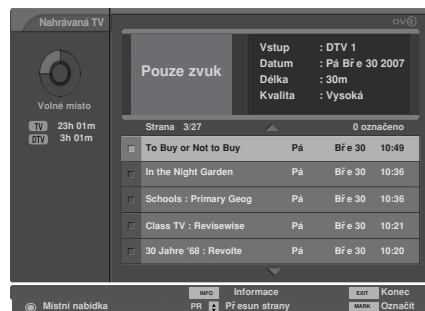 Nahrávaná TV
DVR
Pouze zvuk
Vstup : DTV 1
Datum : Pá Bře 30 2007
Délka : 30m
Kvalita : Vysoká
Volné místo
TV 23h 01m
DTV 3h 01m
Strana 3/27 0 označeno
To Buy or Not to Buy Pá Bře 30 10:49
In the Night Garden Pá Bře 30 10:36
Schools : Primary Geog Pá Bře 30 10:36
Class TV : Revisewise Pá Bře 30 10:21
30 Jahre '68 : Revolte Pá Bře 30 10:20
INFO Informace EXIT Konec
Místní nabídka PR Přesun strany MARK Označit